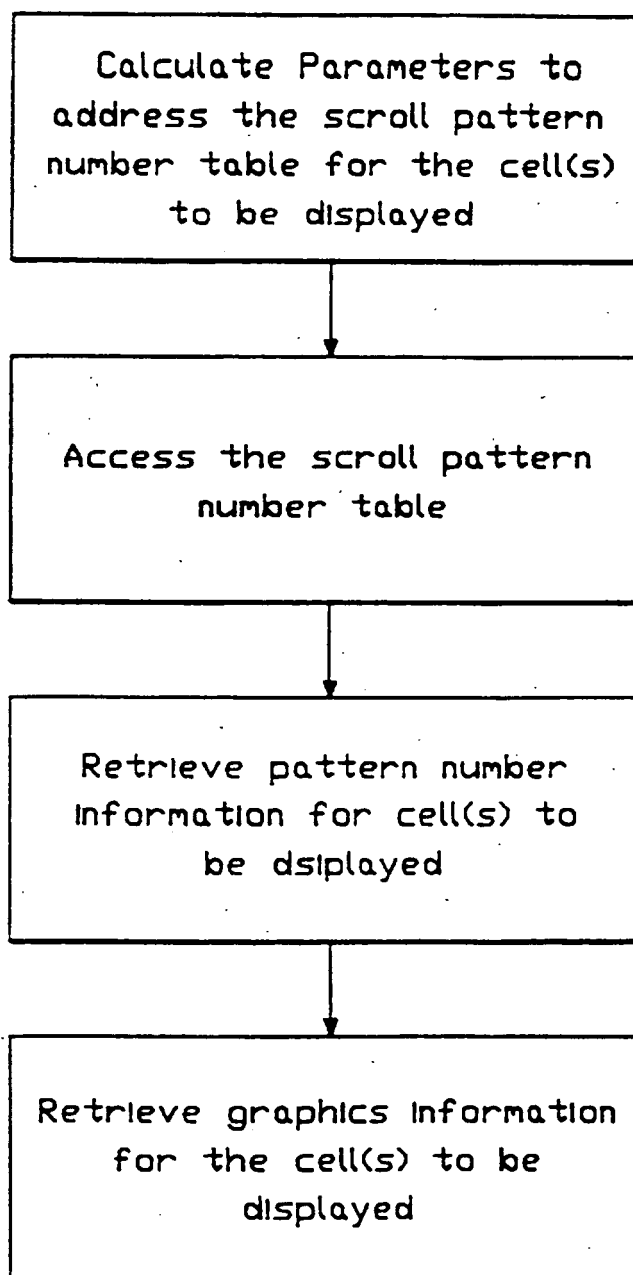 Calculate Parameters to
address the scroll pattern
number table for the cell(s)
to be displayed
Access the scroll pattern
number table
Retrieve pattern number
information for cell(s) to
be dsiplayed
Retrieve graphics information
for the cell(s) to be
displayed